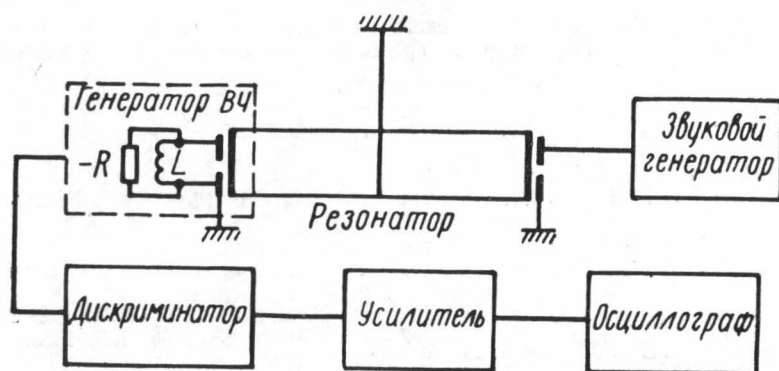 Генератор ВЧ
-R
L
Звуковой
генератор
Резонатор
Дискриминатор
Усилитель
Осциллограф